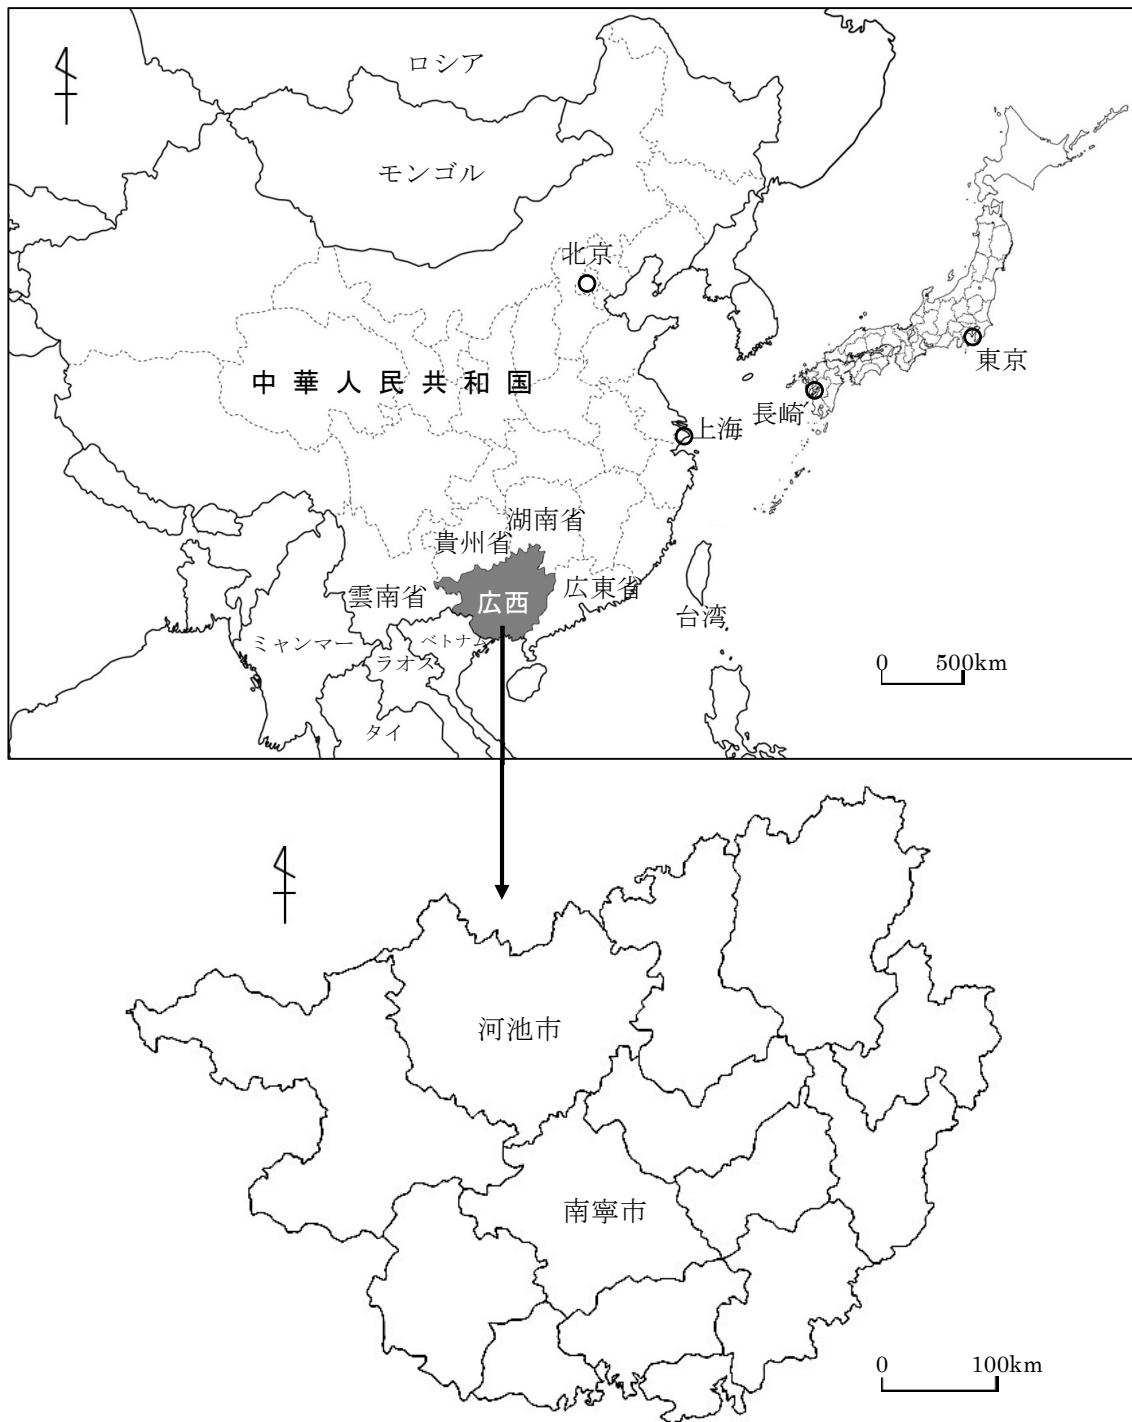 ロシア
モンゴル
北京
東京
中華人民共和国
長崎
上海
湖南省
貴州省
広東省
雲南省
広西
台湾
ミャンマー
ベトナム
ラオス
タイ
0 500km
河池市
南寧市
0 100km